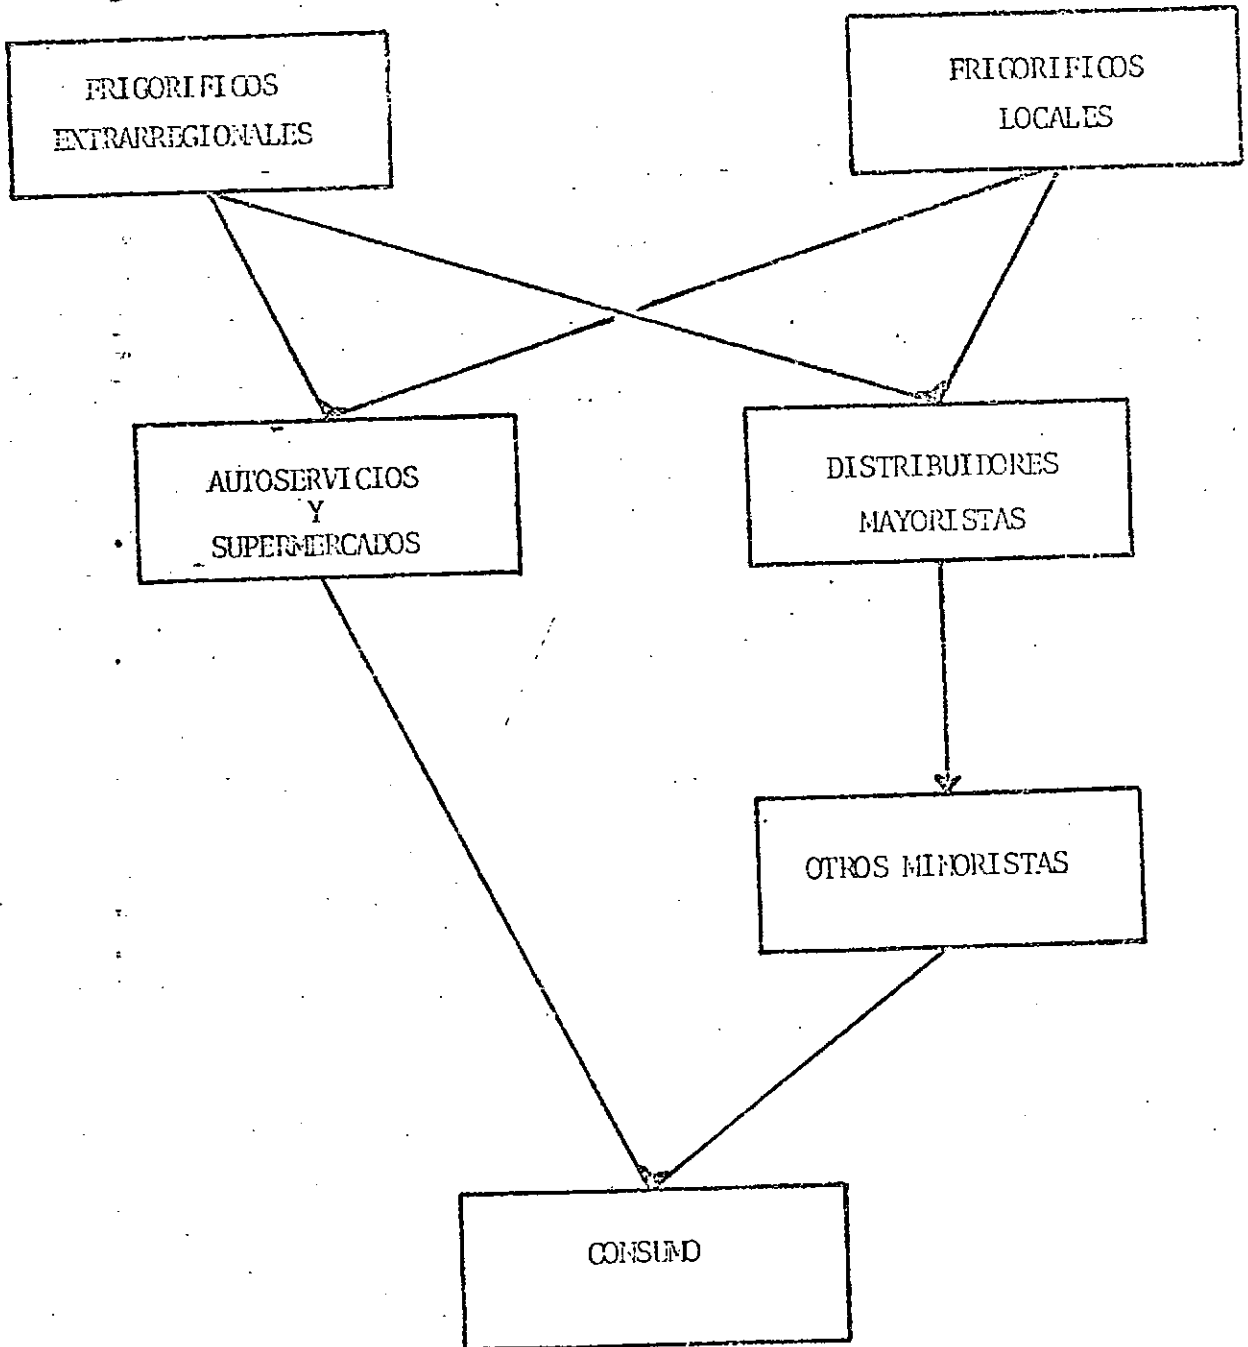 FRIGORIFICOS
EXTRARREGIONALES
FRIGORIFICOS
LOCALES
AUTOSERVICIOS
Y
SUPERMERCADOS
DISTRIBUIDORES
MAYORISTAS
OTROS MINORISTAS
CONSUMO